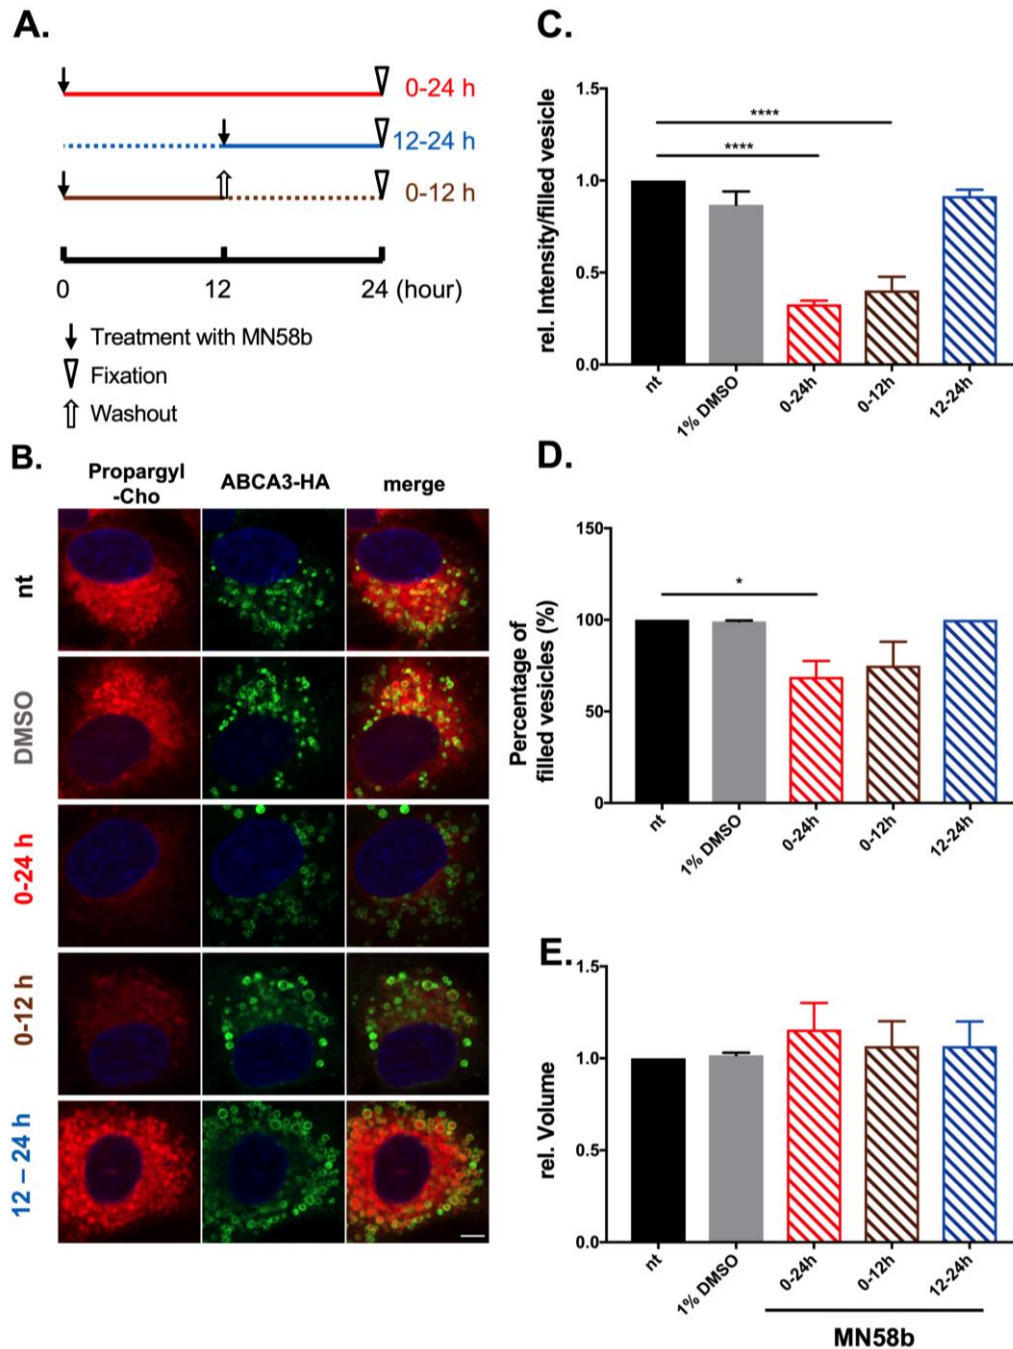 A.
0-24 h
12-24 h
0-12 h
0 12 24 (hour)
Treatment with MN58b
Fixation
Washout
B.
Propargyl
-Cho
ABCA3-HA
merge
nt
DMSO
0-24 h
0-12 h
12 – 24 h
C.
rel. Intensity/filled vesicle
1.5
1.0
0.5
0.0
****
****
nt
1% DMSO
0-24h
0-12h
12-24h
D.
Percentage of
filled vesicles (%)
150
100
50
0
*
nt
1% DMSO
0-24h
0-12h
12-24h
E.
rel. Volume
1.5
1.0
0.5
0.0
nt
1% DMSO
0-24h
0-12h
12-24h
MN58b